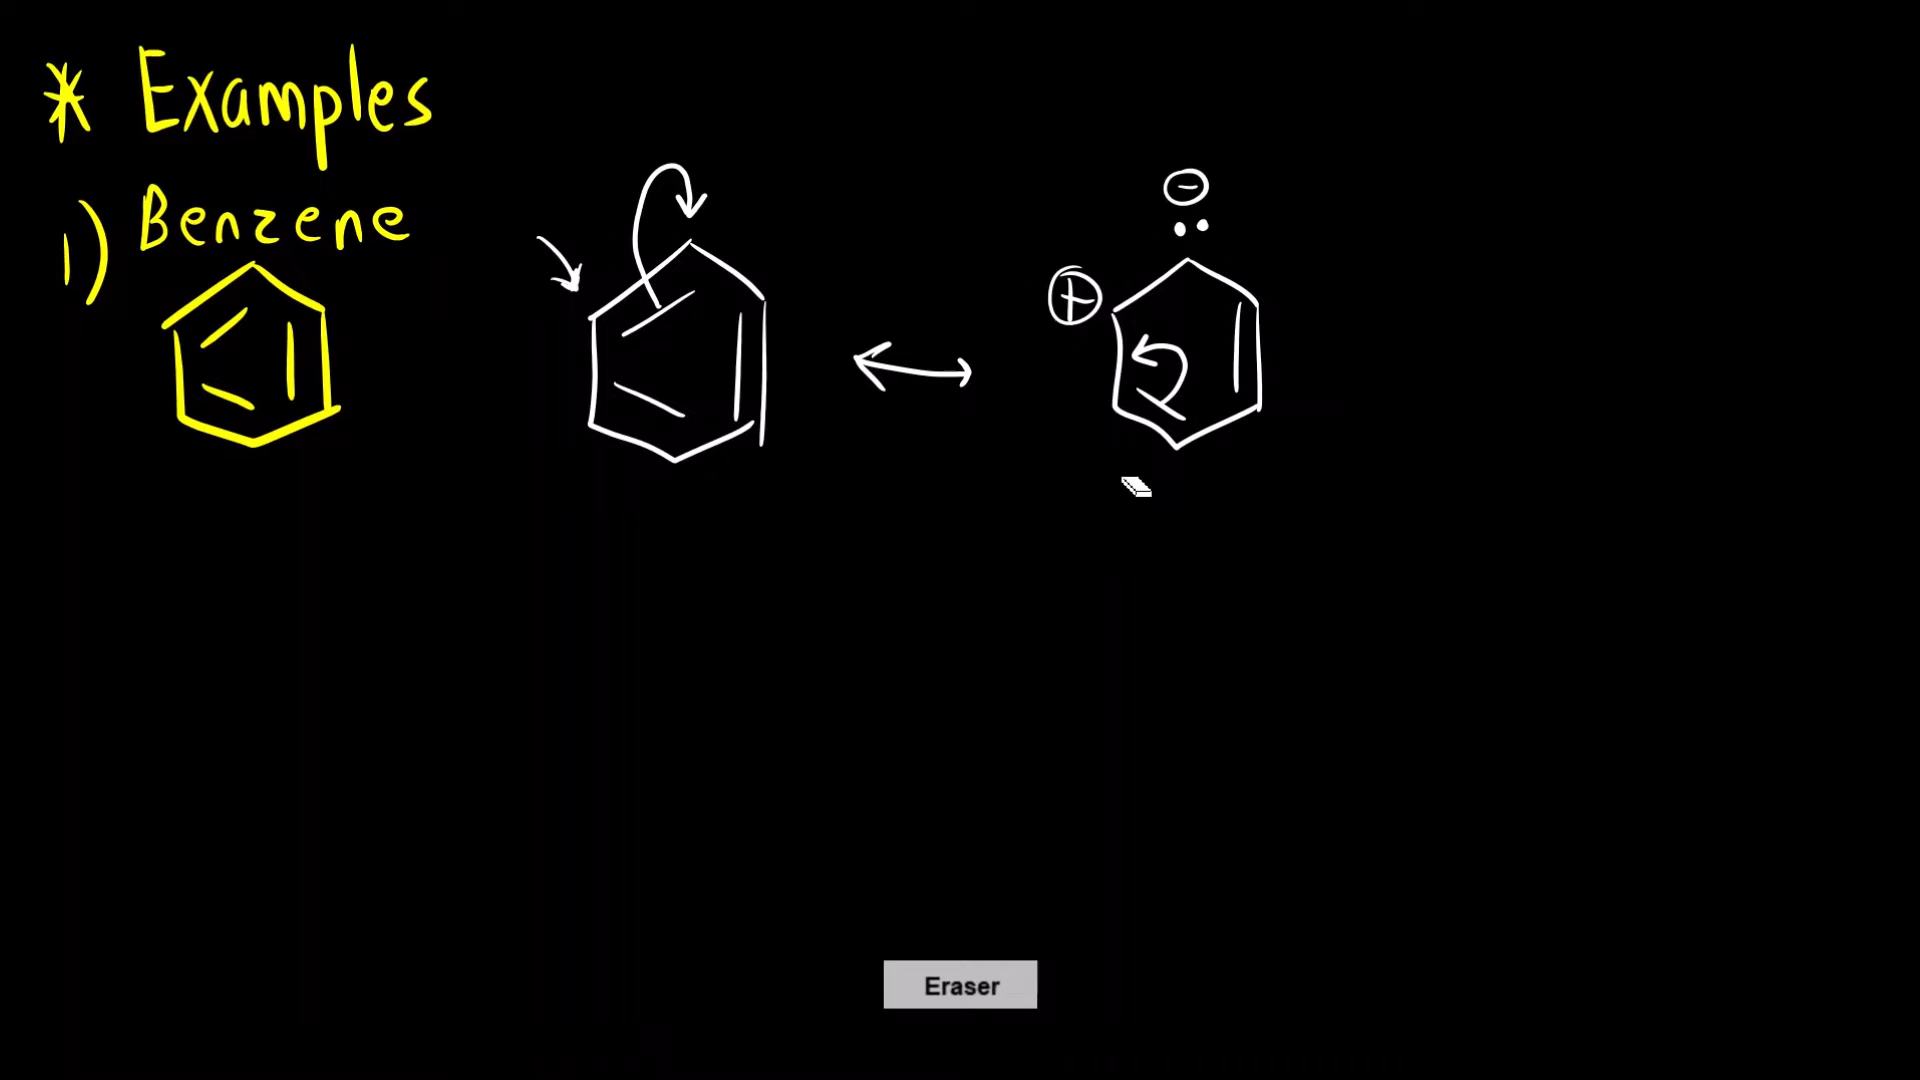 * Examples
1) Benzene
⊖
⊕
Eraser